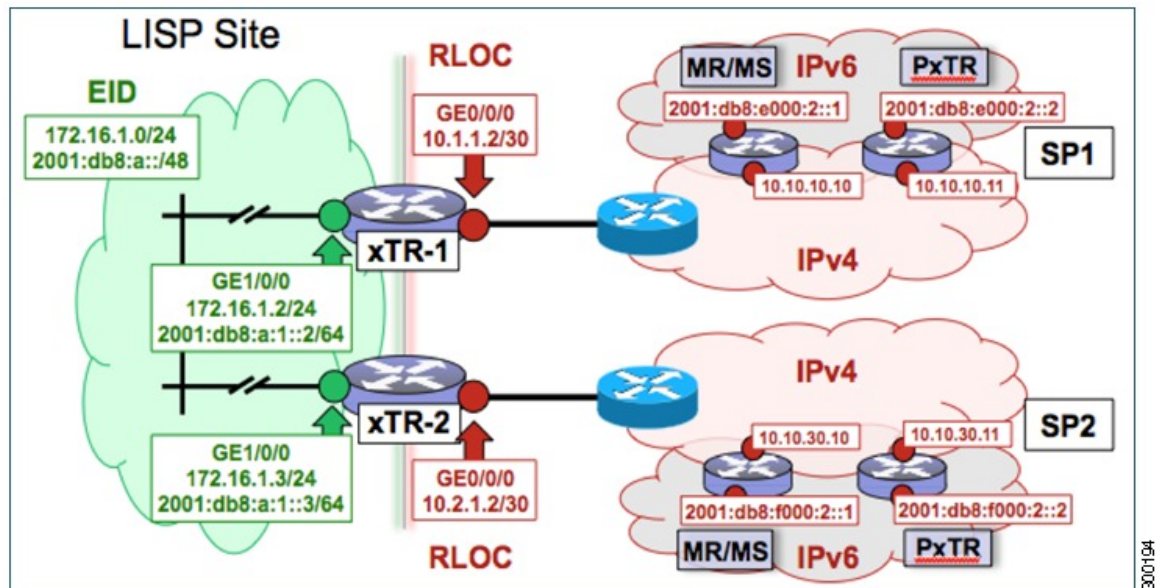 LISP Site
EID
172.16.1.0/24
2001:db8:a::/48
RLOC
GE0/0/0
10.1.1.2/30
xTR-1
GE1/0/0
172.16.1.2/24
2001:db8:a:1::2/64
xTR-2
GE1/0/0
172.16.1.3/24
2001:db8:a:1::3/64
GE0/0/0
10.2.1.2/30
RLOC
MR/MS
IPv6
PxTR
2001:db8:e000:2::1
2001:db8:e000:2::2
SP1
10.10.10.10
10.10.10.11
IPv4
IPv4
SP2
10.10.30.10
10.10.30.11
2001:db8:f000:2::1
2001:db8:f000:2::2
MR/MS
IPv6
PxTR
300194